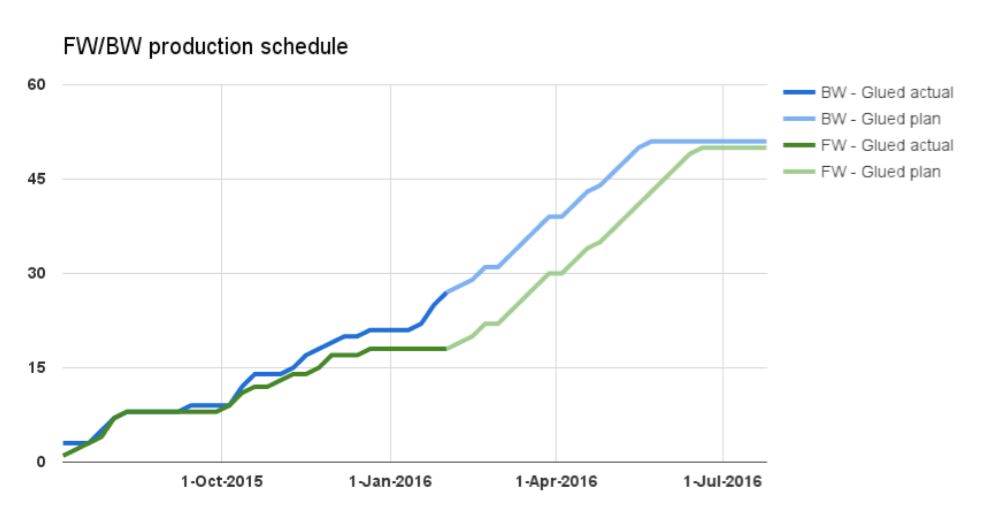 FW/BW production schedule
60
45
30
15
0
1-Oct-2015 1-Jan-2016 1-Apr-2016 1-Jul-2016
BW - Glued actual
BW - Glued plan
FW - Glued actual
FW - Glued plan